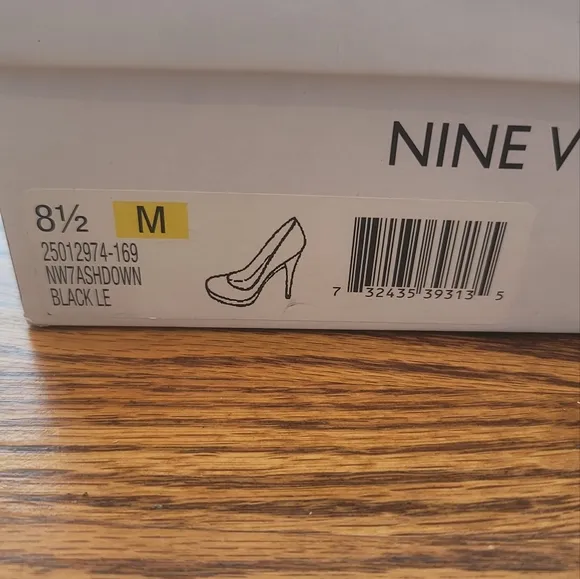 NINE
8½ M
25012974-169
NW7ASHDOWN
BLACK LE
7 32435 39313 5